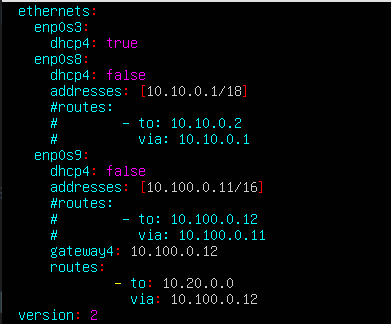 ethernets:
  enp0s3:
    dhcp4: true
  enp0s8:
    dhcp4: false
    addresses: [10.10.0.1/18]
    #routes:
    #       - to: 10.10.0.2
    #         via: 10.10.0.1
  enp0s9:
    dhcp4: false
    addresses: [10.100.0.11/16]
    #routes:
    #       - to: 10.100.0.12
    #         via: 10.100.0.11
    gateway4: 10.100.0.12
    routes:
           - to: 10.20.0.0
             via: 10.100.0.12
version: 2